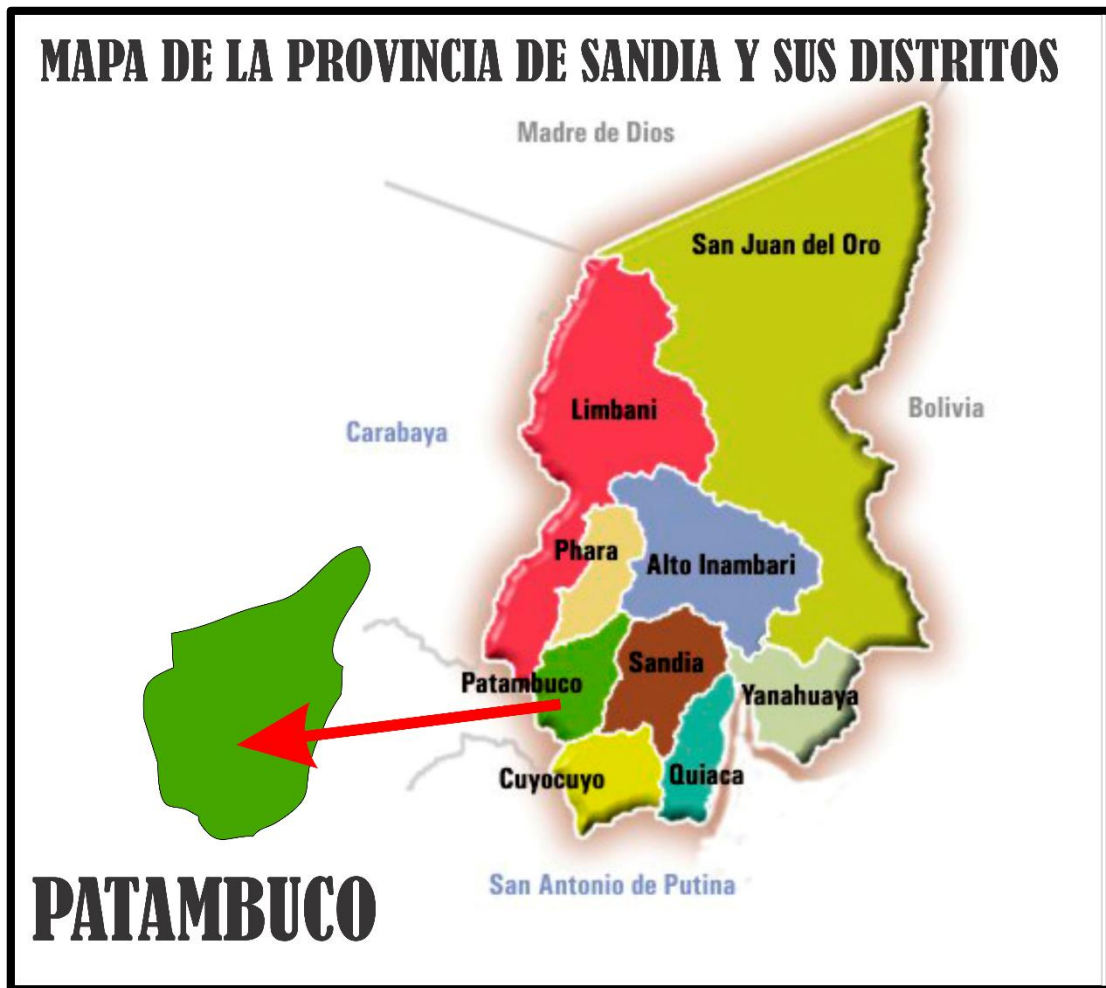 MAPA DE LA PROVINCIA DE SANDIA Y SUS DISTRITOS
Madre de Dios
San Juan del Oro
Limbani
Bolivia
Carabaya
Phara
Alto Inambari
Sandia
Patambuco
Yanahuaya
Cuyocuyo
Quiaca
San Antonio de Putina
PATAMBUCO